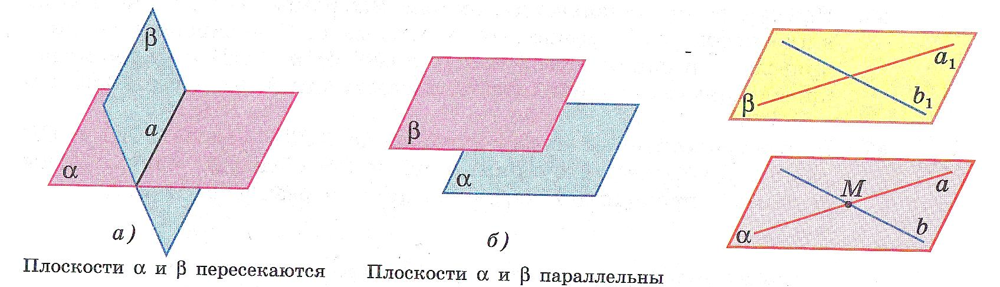 β
a
α
а)
Плоскости α и β пересекаются
β
α
б)
Плоскости α и β параллельны
a₁
β
b₁
M
a
α
b